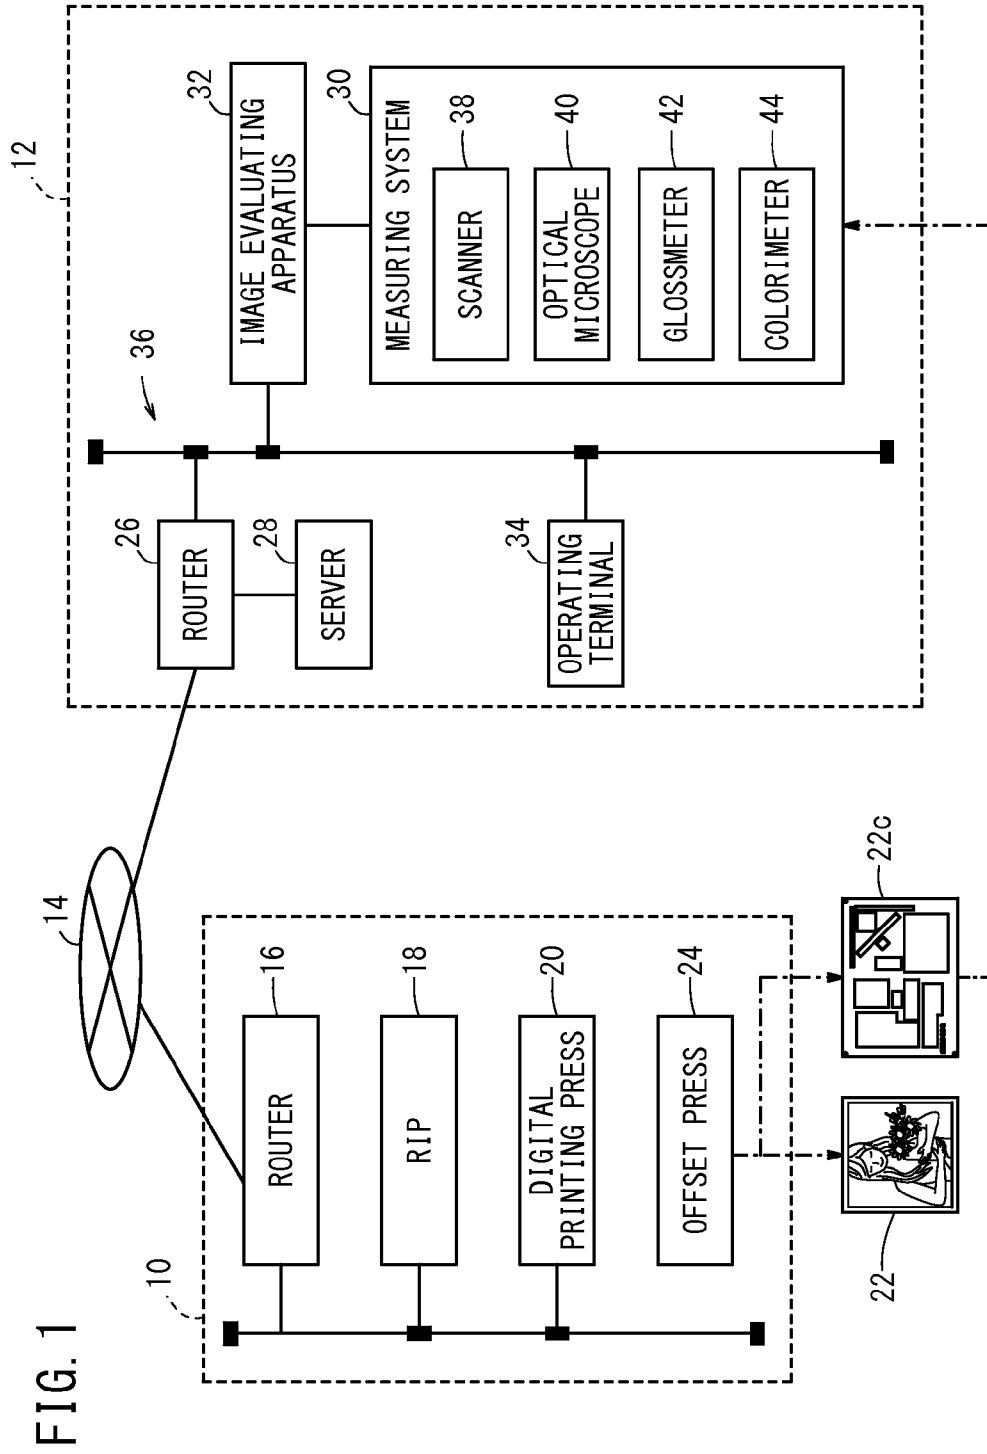 FIG. 1
10
ROUTER
16
RIP
18
DIGITAL
PRINTING PRESS
20
OFFSET PRESS
24
22
22c
14
12
ROUTER
26
SERVER
28
OPERATING
TERMINAL
34
36
IMAGE EVALUATING
APPARATUS
32
MEASURING SYSTEM
30
SCANNER
38
OPTICAL
MICROSCOPE
40
GLOSSMETER
42
COLORIMETER
44